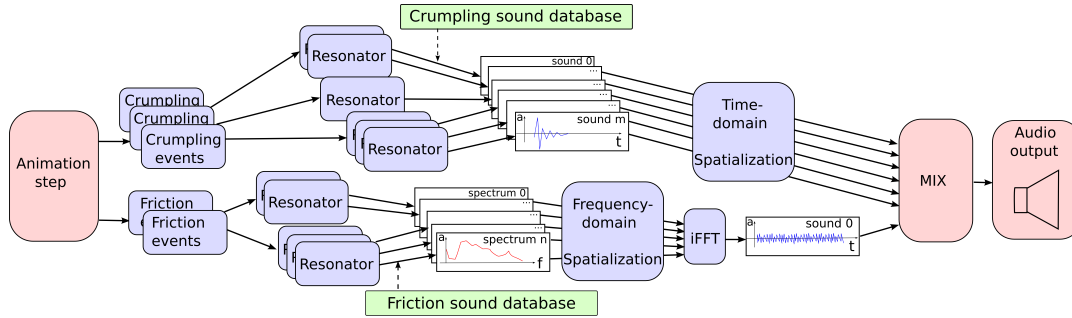 Crumpling sound database
Resonator
sound 0
...
Crumpling
Crumpling
Crumpling
events
Resonator
...
...
...
a
sound m
t
Resonator
Time-
domain
Spatialization
Animation
step
MIX
Audio
output
Friction
Friction
events
Resonator
spectrum 0
...
...
a
spectrum n
f
Resonator
Frequency-
domain
Spatialization
iFFT
a
sound 0
t
Friction sound database